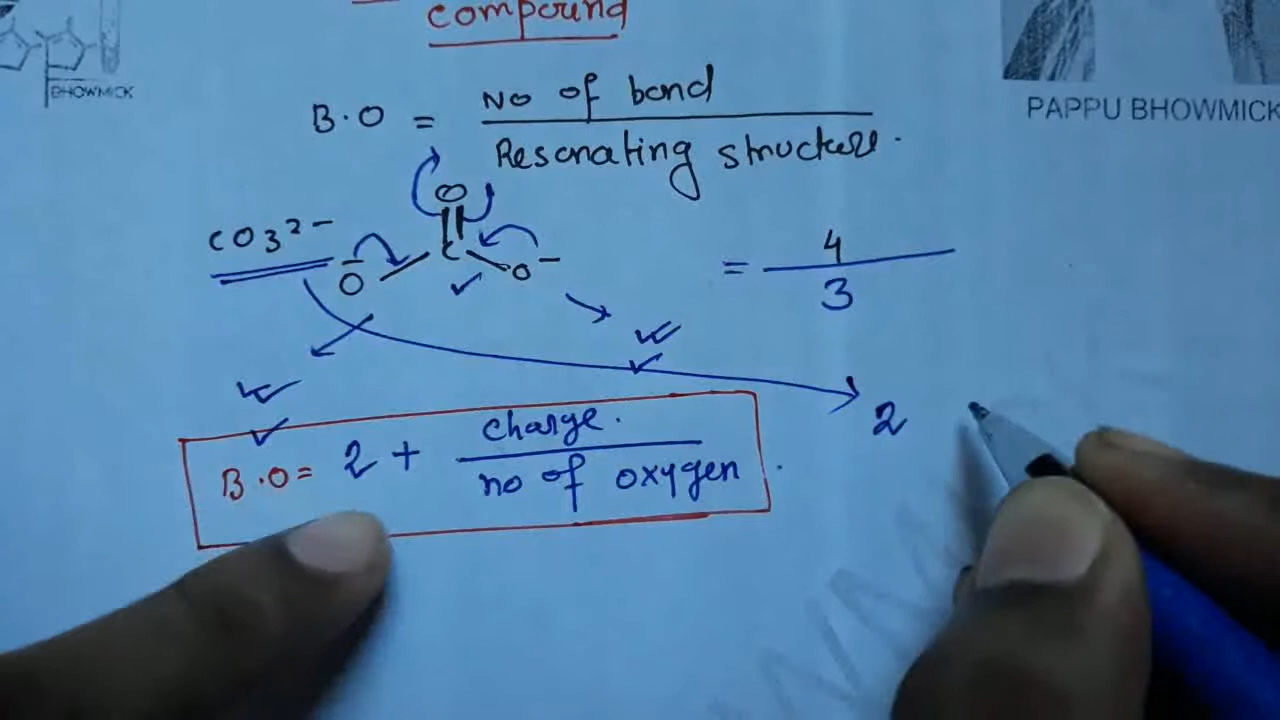 compound
BHOWMICK
PAPPU BHOWMICK
B.O = No of bond
Resonating structure.
CO3 2-
O
C
O -
- O
= 4
3
B.O = 2 + charge.
no of oxygen.
2